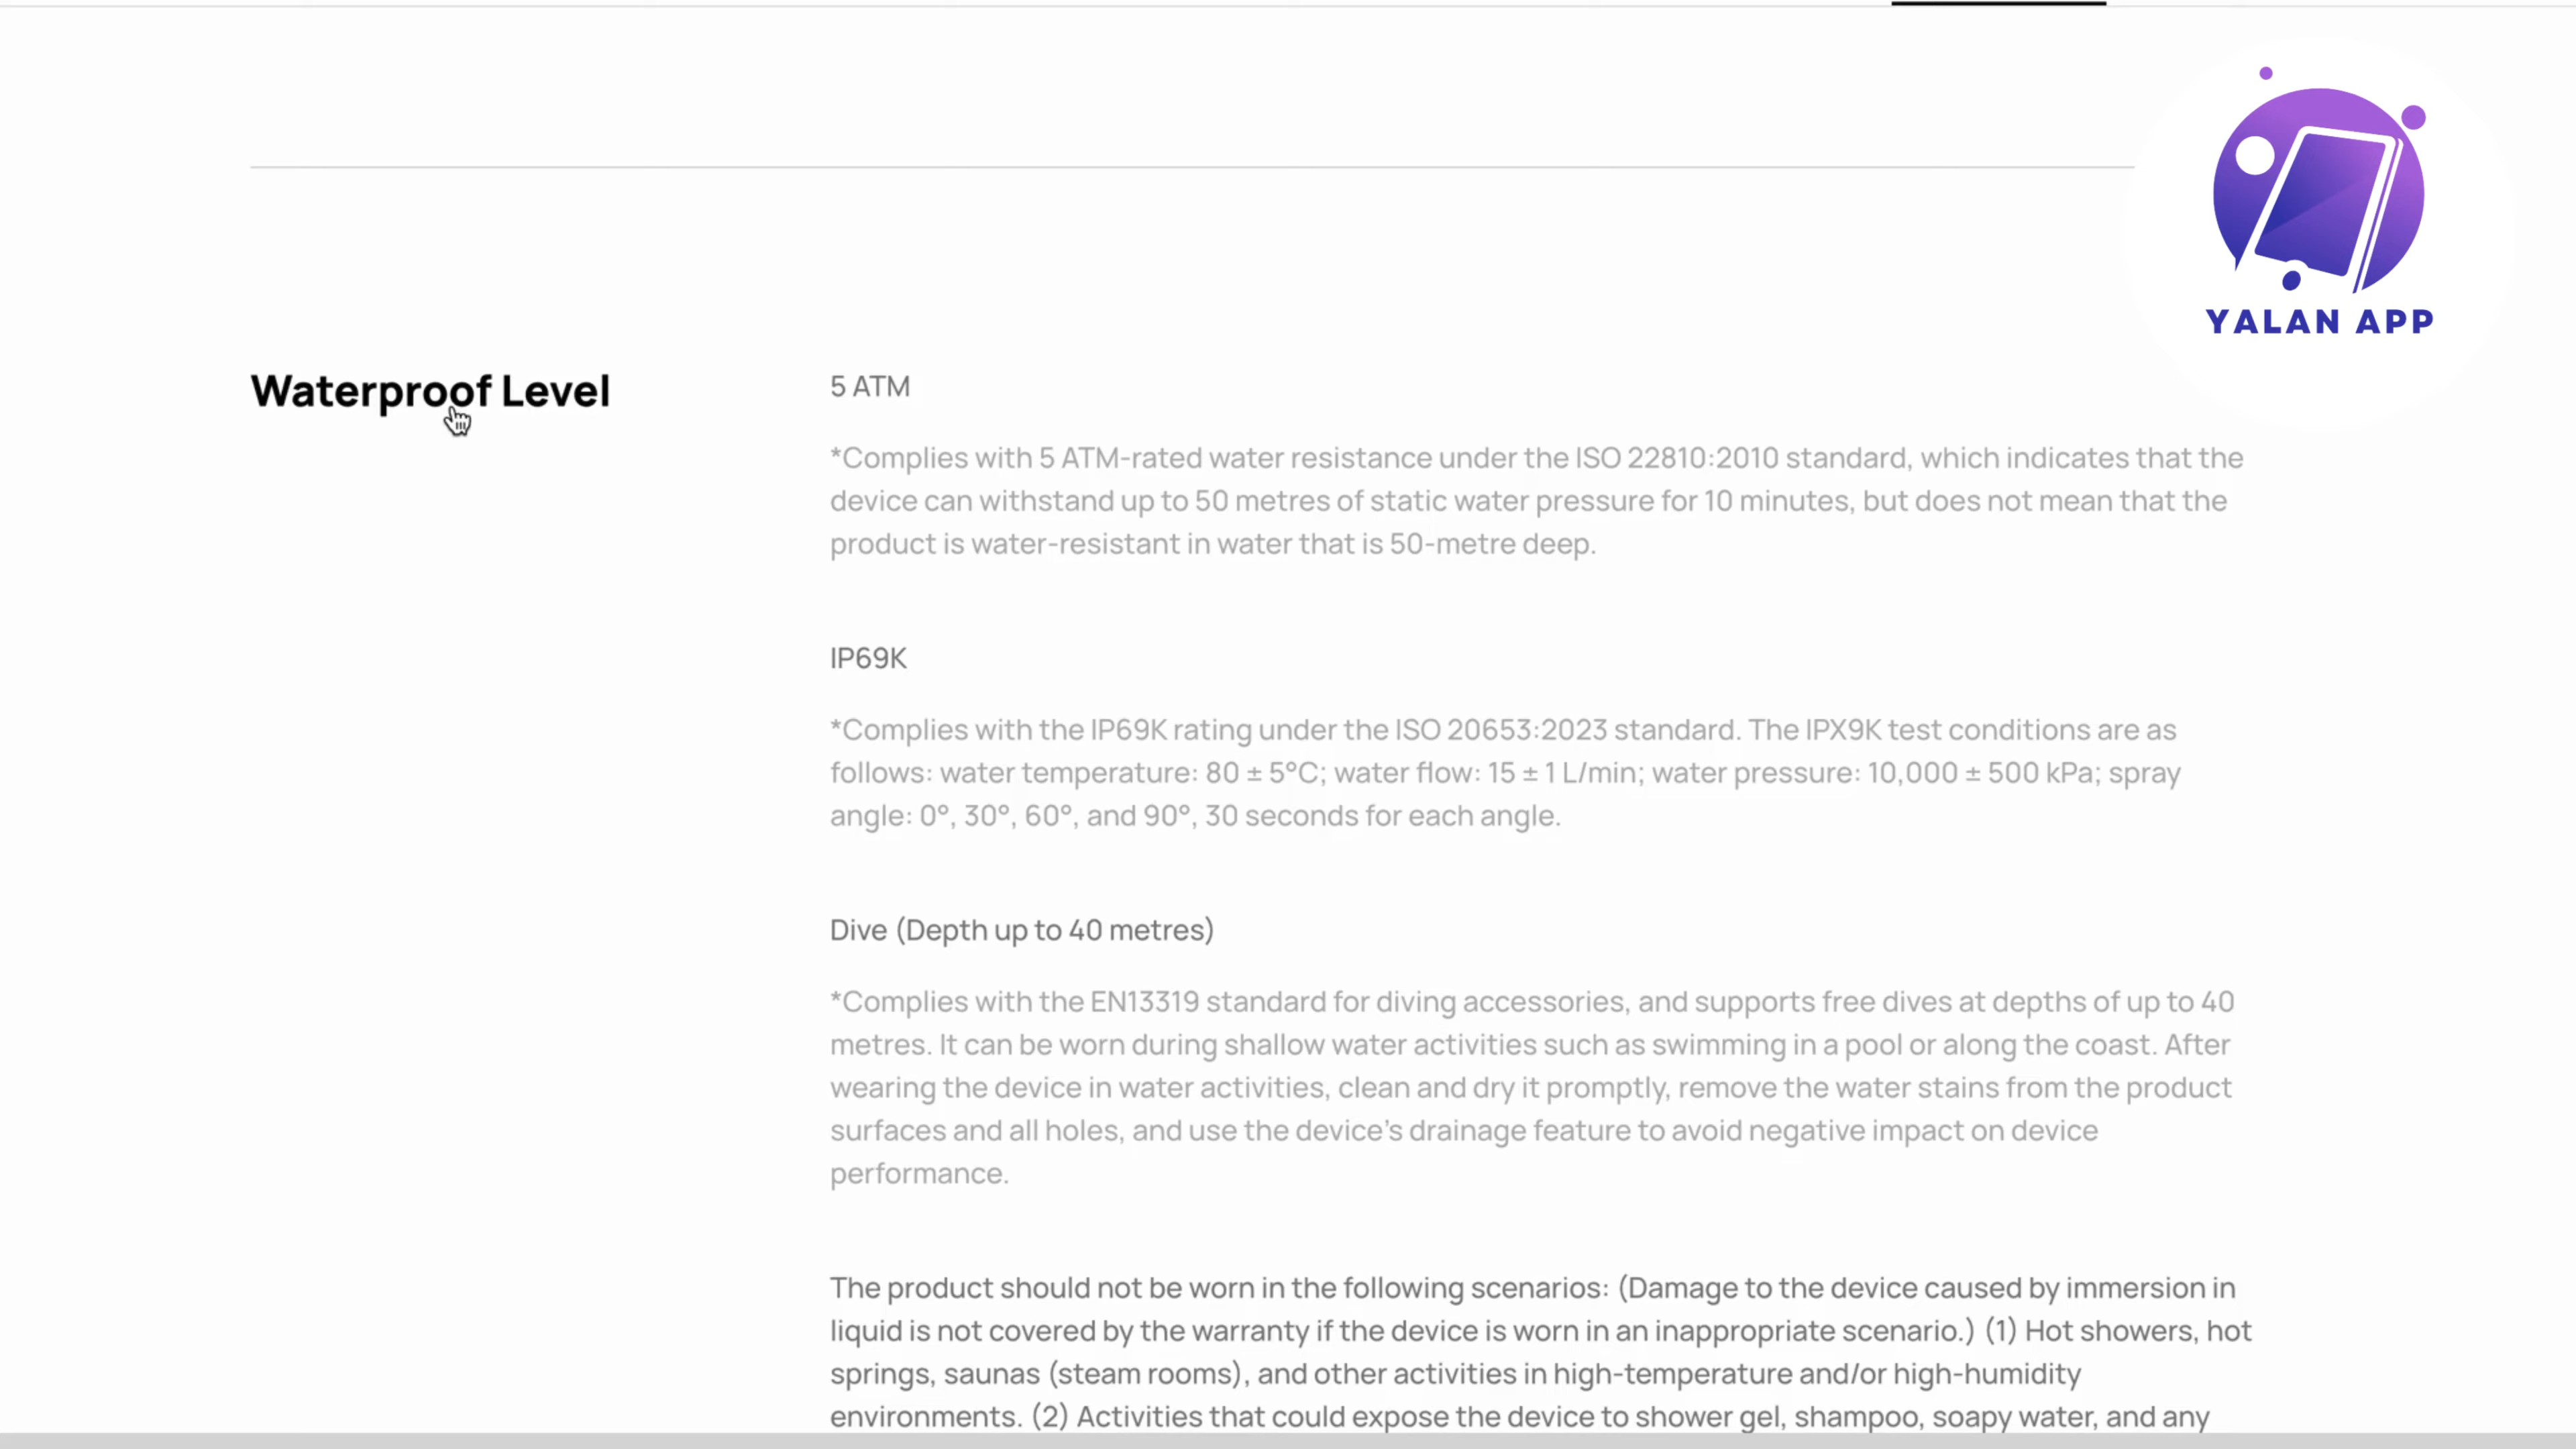 YALAN APP
Waterproof Level
5 ATM
*Complies with 5 ATM-rated water resistance under the ISO 22810:2010 standard, which indicates that the
device can withstand up to 50 metres of static water pressure for 10 minutes, but does not mean that the
product is water-resistant in water that is 50-metre deep.
IP69K
*Complies with the IP69K rating under the ISO 20653:2023 standard. The IPX9K test conditions are as
follows: water temperature: 80 ± 5°C; water flow: 15 ± 1 L/min; water pressure: 10,000 ± 500 kPa; spray
angle: 0°, 30°, 60°, and 90°, 30 seconds for each angle.
Dive (Depth up to 40 metres)
*Complies with the EN13319 standard for diving accessories, and supports free dives at depths of up to 40
metres. It can be worn during shallow water activities such as swimming in a pool or along the coast. After
wearing the device in water activities, clean and dry it promptly, remove the water stains from the product
surfaces and all holes, and use the device's drainage feature to avoid negative impact on device
performance.
The product should not be worn in the following scenarios: (Damage to the device caused by immersion in
liquid is not covered by the warranty if the device is worn in an inappropriate scenario.) (1) Hot showers, hot
springs, saunas (steam rooms), and other activities in high-temperature and/or high-humidity
environments. (2) Activities that could expose the device to shower gel, shampoo, soapy water, and any